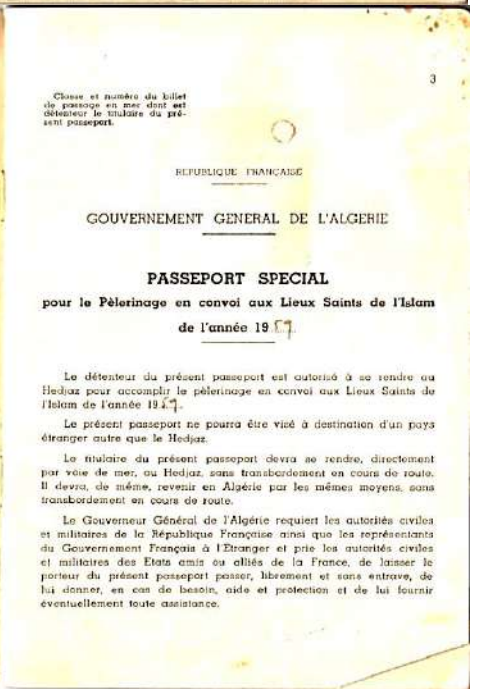 3
Classe et numéro du billet
de passage en mer dont est
détenteur le titulaire du pré-
sent passeport.
REPUBLIQUE FRANÇAISE
GOUVERNEMENT GENERAL DE L'ALGERIE
PASSEPORT SPECIAL
pour le Pèlerinage en convoi aux Lieux Saints de l'Islam
de l'année 19
Le détenteur du présent passeport est autorisé à se rendre au
Hedjaz pour accomplir le pèlerinage en convoi aux Lieux Saints de
l'Islam de l'année 19
Le présent passeport ne pourra être visé à destination d'un pays
étranger autre que le Hedjaz.
Le titulaire du présent passeport devra se rendre, directement
par voie de mer, au Hedjaz, sans transbordement en cours de route.
Il devra, de même, revenir en Algérie par les mêmes moyens, sans
transbordement en cours de route.
Le Gouverneur Général de l'Algérie requiert les autorités civiles
et militaires de la République Française ainsi que les représentants
du Gouvernement Français à l'Etranger et prie les autorités civiles
et militaires des Etats amis ou alliés de la France, de laisser le
porteur du présent passeport passer, librement et sans entrave, de
lui donner, en cas de besoin, aide et protection et de lui fournir
éventuellement toute assistance.